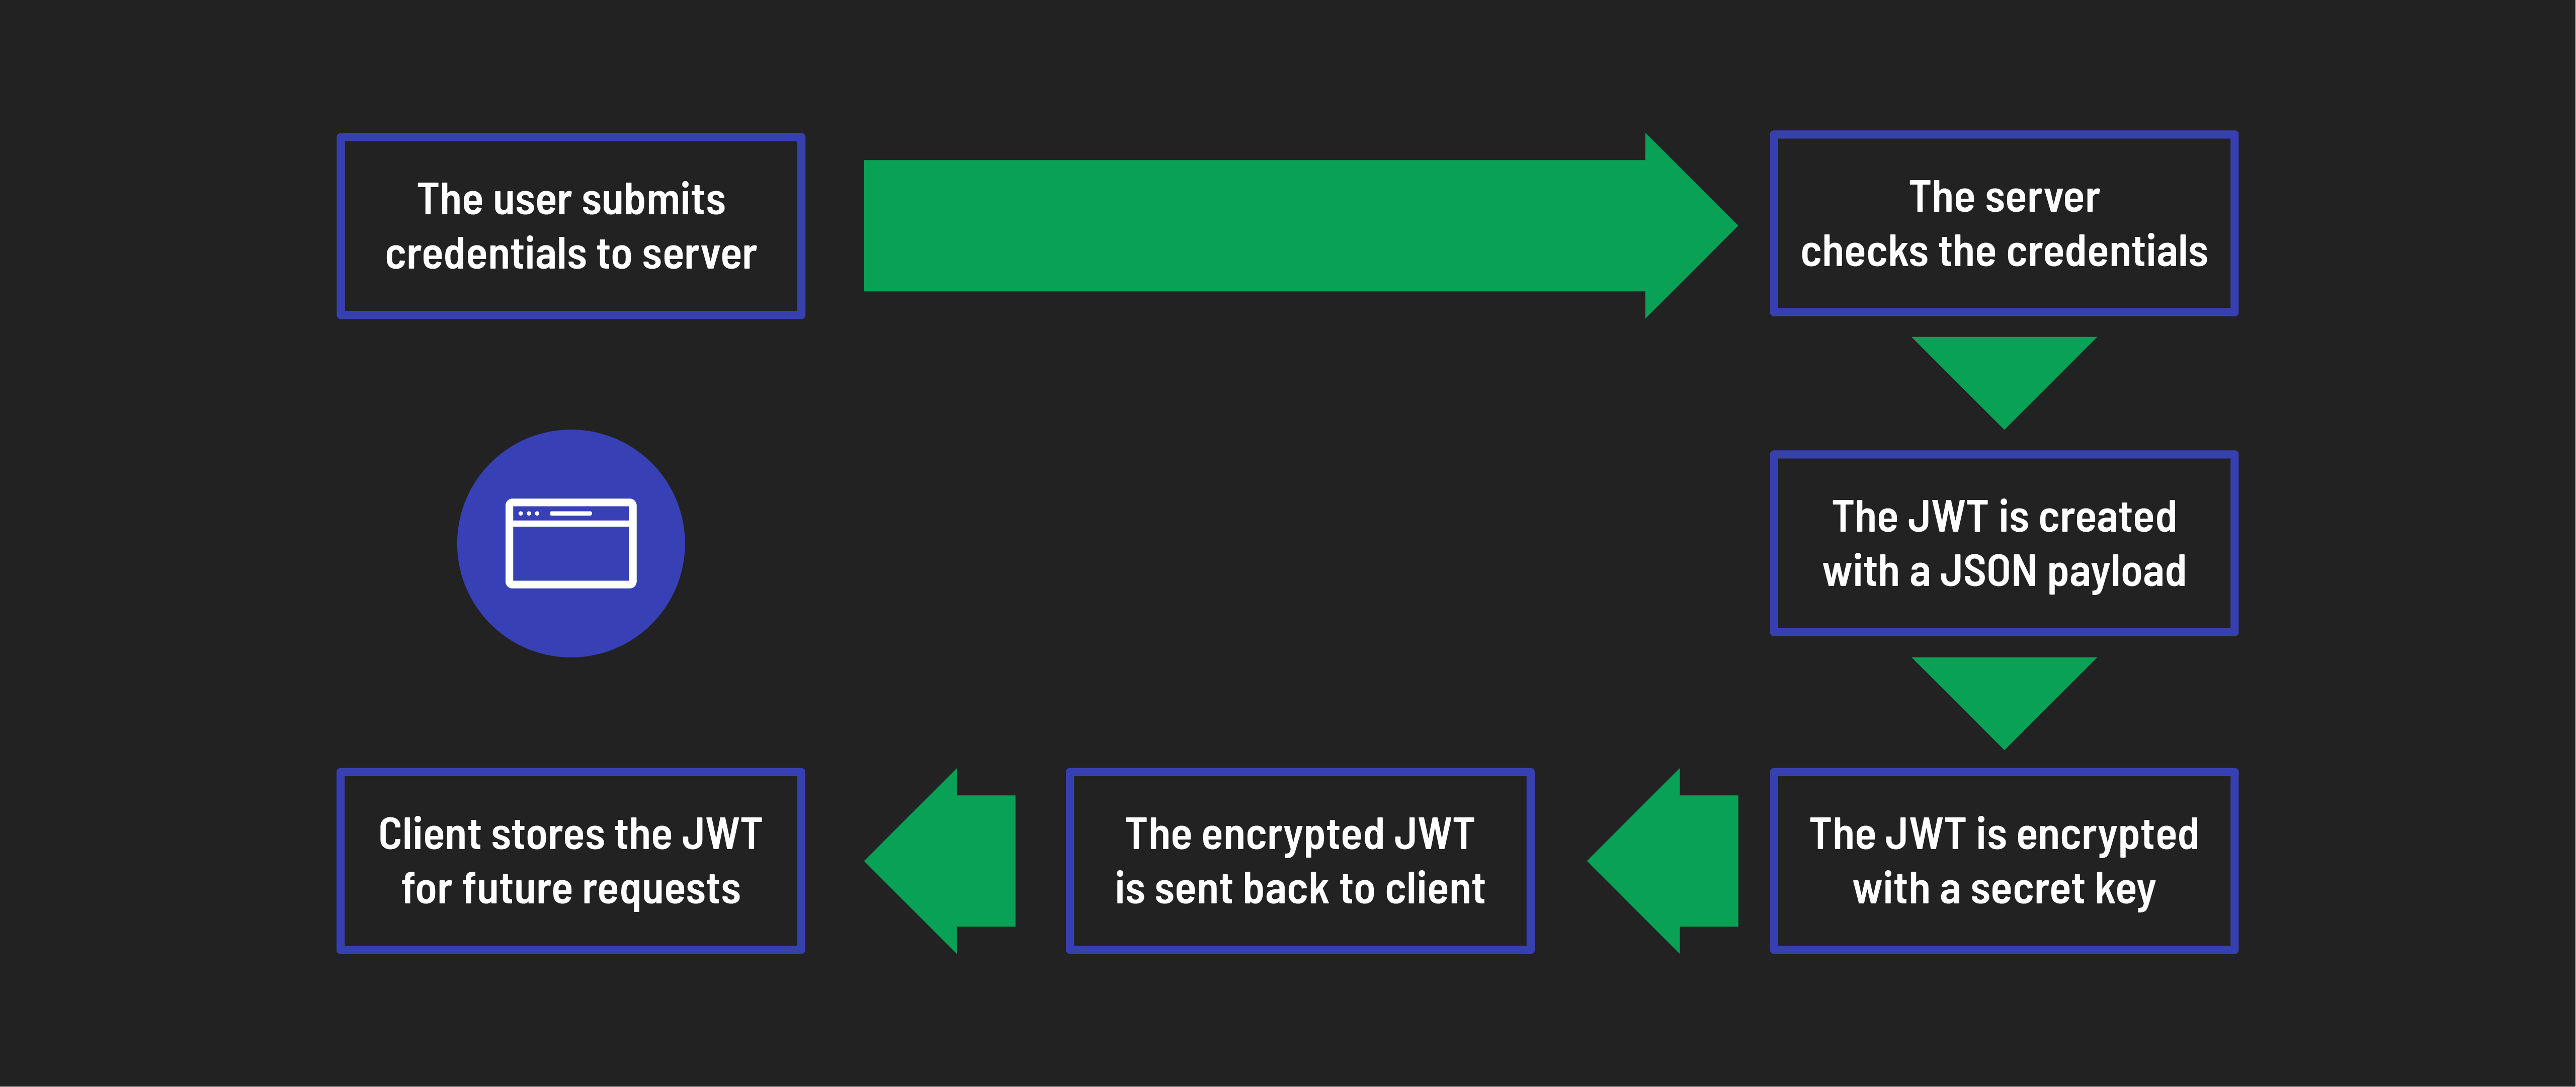 The user submits
credentials to server
The server
checks the credentials
The JWT is created
with a JSON payload
The JWT is encrypted
with a secret key
The encrypted JWT
is sent back to client
Client stores the JWT
for future requests